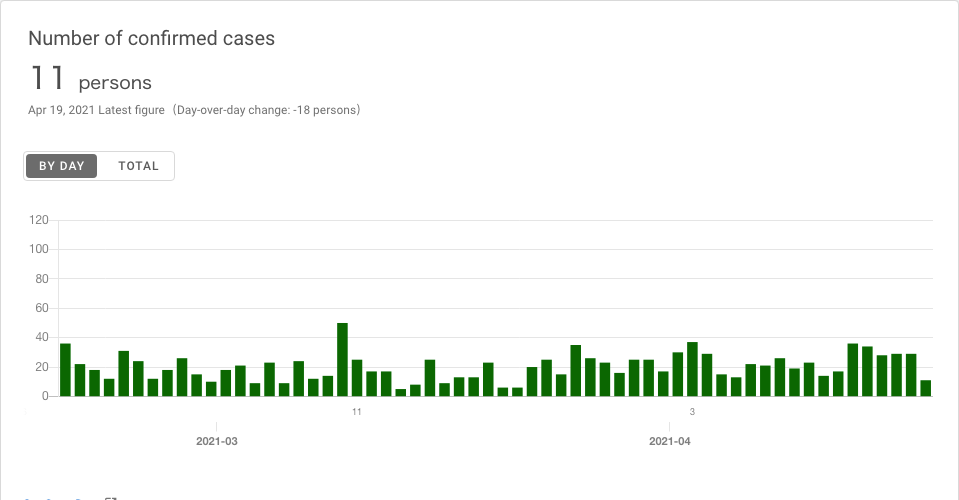 Number of confirmed cases
11 persons
Apr 19, 2021 Latest figure（Day-over-day change: -18 persons）
BY DAY TOTAL
120
100
80
60
40
20
0
11 3
2021-03 2021-04